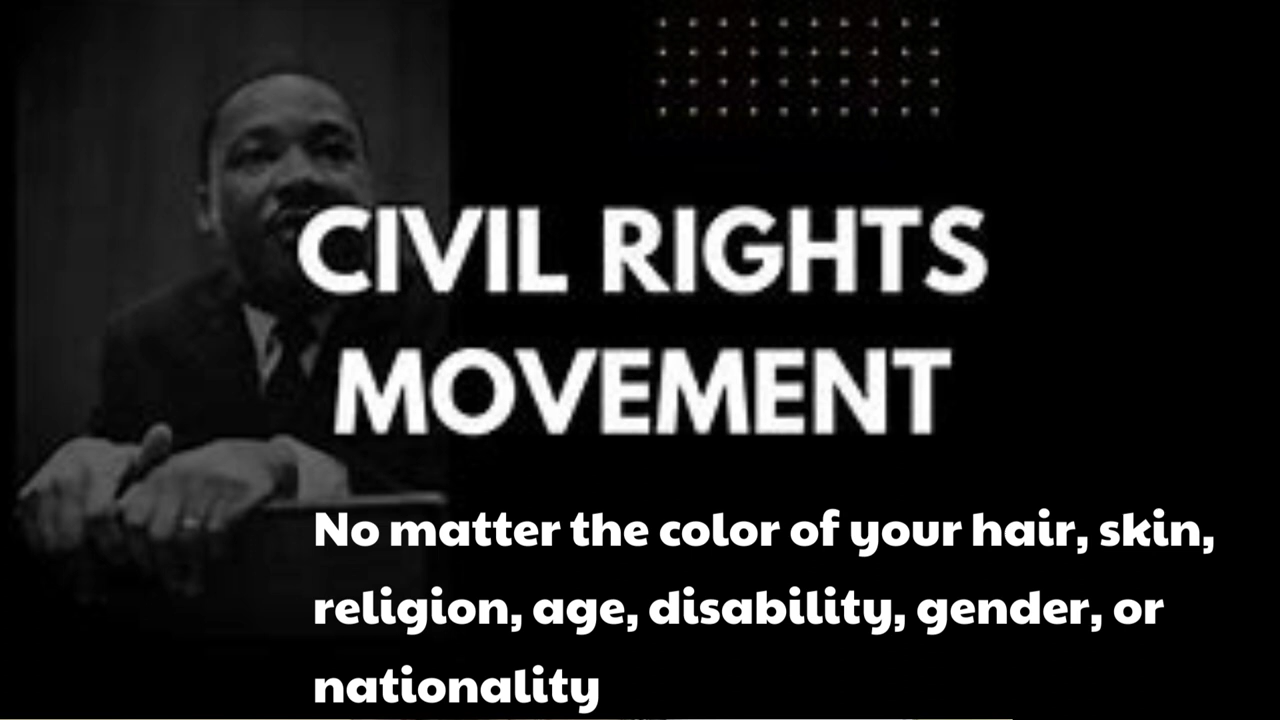 CIVIL RIGHTS
MOVEMENT
No matter the color of your hair, skin,
religion, age, disability, gender, or
nationality